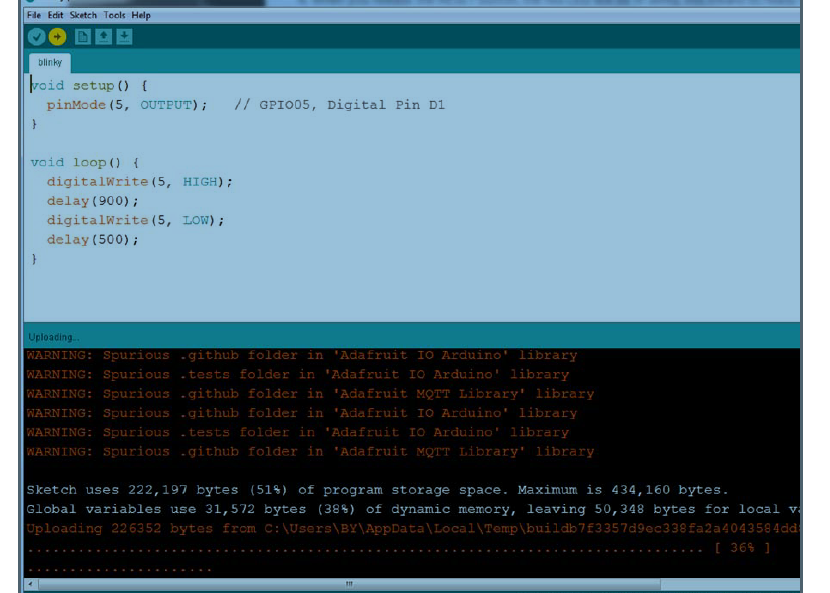 File Edit Sketch Tools Help
blinky
void setup() {
  pinMode(5, OUTPUT);   // GPIO05, Digital Pin D1
}
void loop() {
  digitalWrite(5, HIGH);
  delay(900);
  digitalWrite(5, LOW);
  delay(500);
}
Uploading...
WARNING: Spurious .github folder in 'Adafruit IO Arduino' library
WARNING: Spurious .tests folder in 'Adafruit IO Arduino' library
WARNING: Spurious .github folder in 'Adafruit MQTT Library' library
WARNING: Spurious .github folder in 'Adafruit IO Arduino' library
WARNING: Spurious .tests folder in 'Adafruit IO Arduino' library
WARNING: Spurious .github folder in 'Adafruit MQTT Library' library
Sketch uses 222,197 bytes (51%) of program storage space. Maximum is 434,160 bytes.
Global variables use 31,572 bytes (38%) of dynamic memory, leaving 50,348 bytes for local
Uploading 226352 bytes from C:\Users\BY\AppData\Local\Temp\buildb7f3357d9ec338fa2a4043584dd
................................................................................ [ 36% ]
......................